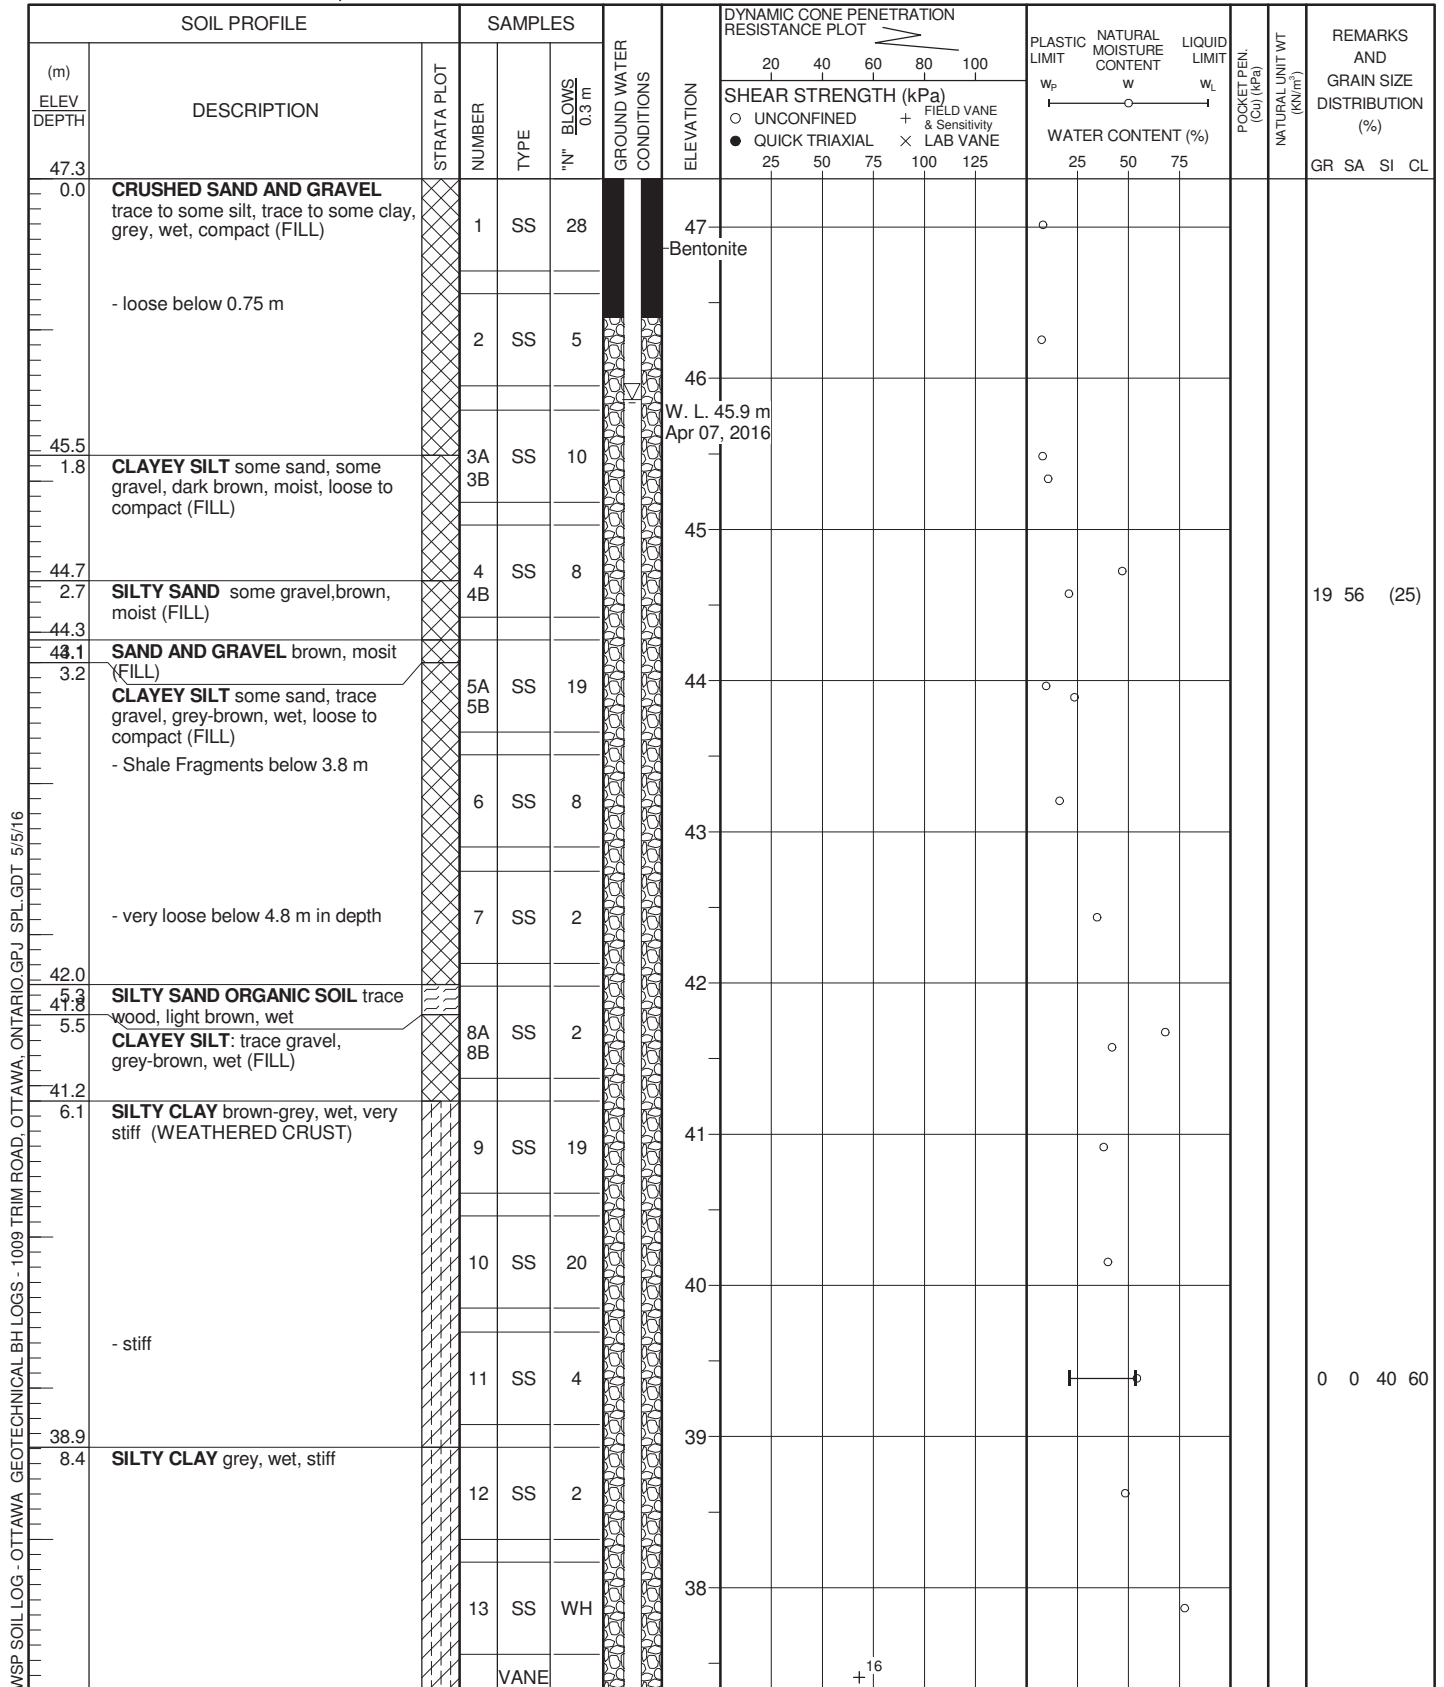 SOIL PROFILE
SAMPLES
GROUND WATER
CONDITIONS
ELEVATION
DYNAMIC CONE PENETRATION
RESISTANCE PLOT
20 40 60 80 100
SHEAR STRENGTH (kPa)
○ UNCONFINED
+ FIELD VANE
& Sensitivity
● QUICK TRIAXIAL
× LAB VANE
25 50 75 100 125
PLASTIC
LIMIT
NATURAL
MOISTURE
CONTENT
LIQUID
LIMIT
WP
W
WL
WATER CONTENT (%)
25 50 75
POCKET PEN.
(Cu) (kPa)
NATURAL UNIT WT
(KN/m³)
REMARKS
AND
GRAIN SIZE
DISTRIBUTION
(%)
GR SA SI CL
(m)
ELEV
DEPTH
DESCRIPTION
STRATA PLOT
NUMBER
TYPE
"N" BLOWS
0.3 m
47.3
0.0 CRUSHED SAND AND GRAVEL
trace to some silt, trace to some clay,
grey, wet, compact (FILL)
1 SS 28
47
Bentonite
- loose below 0.75 m
2 SS 5
46
W. L. 45.9 m
Apr 07, 2016
45.5
1.8 CLAYEY SILT some sand, some
gravel, dark brown, moist, loose to
compact (FILL)
3A SS 10
3B
45
44.7
2.7 SILTY SAND some gravel,brown,
moist (FILL)
4 SS 8
4B
19 56 (25)
44.3
3.1 SAND AND GRAVEL brown, mosit
(FILL)
3.2
CLAYEY SILT some sand, trace
gravel, grey-brown, wet, loose to
compact (FILL)
5A SS 19
5B
44
- Shale Fragments below 3.8 m
6 SS 8
43
- very loose below 4.8 m in depth
7 SS 2
42.0
42
5.3 SILTY SAND ORGANIC SOIL trace
wood, light brown, wet
41.8
5.5
CLAYEY SILT: trace gravel,
grey-brown, wet (FILL)
8A SS 2
8B
41.2
6.1 SILTY CLAY brown-grey, wet, very
stiff (WEATHERED CRUST)
9 SS 19
41
10 SS 20
40
- stiff
11 SS 4
0 0 40 60
38.9
39
8.4 SILTY CLAY grey, wet, stiff
12 SS 2
38
13 SS WH
VANE
16
WSP SOIL LOG - OTTAWA GEOTECHNICAL BH LOGS - 1009 TRIM ROAD, OTTAWA, ONTARIO.GPJ SPL.GDT 5/5/16